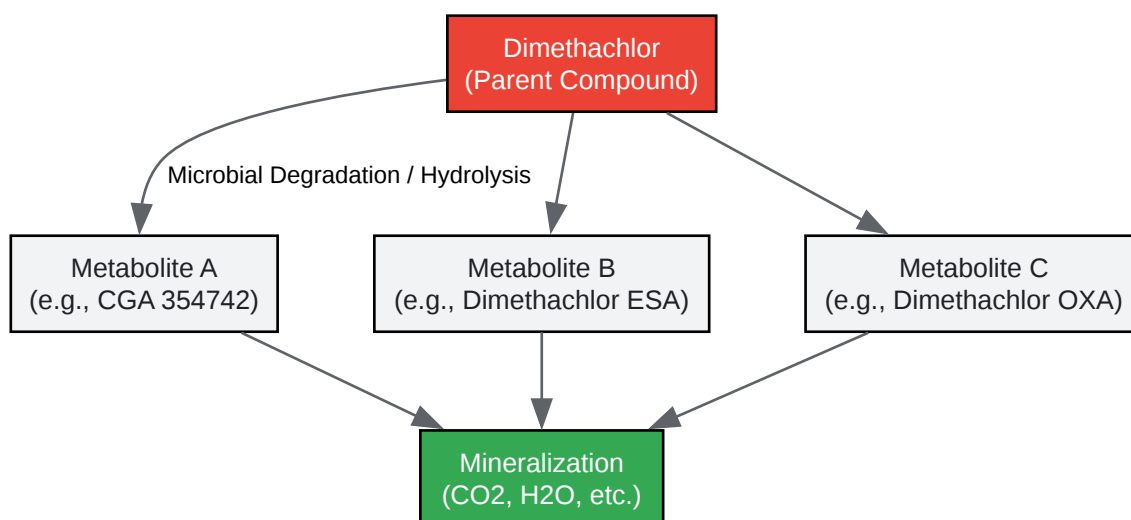 Dimethachlor
(Parent Compound)
Microbial Degradation / Hydrolysis
Metabolite A
(e.g., CGA 354742)
Metabolite B
(e.g., Dimethachlor ESA)
Metabolite C
(e.g., Dimethachlor OXA)
Mineralization
(CO2, H2O, etc.)